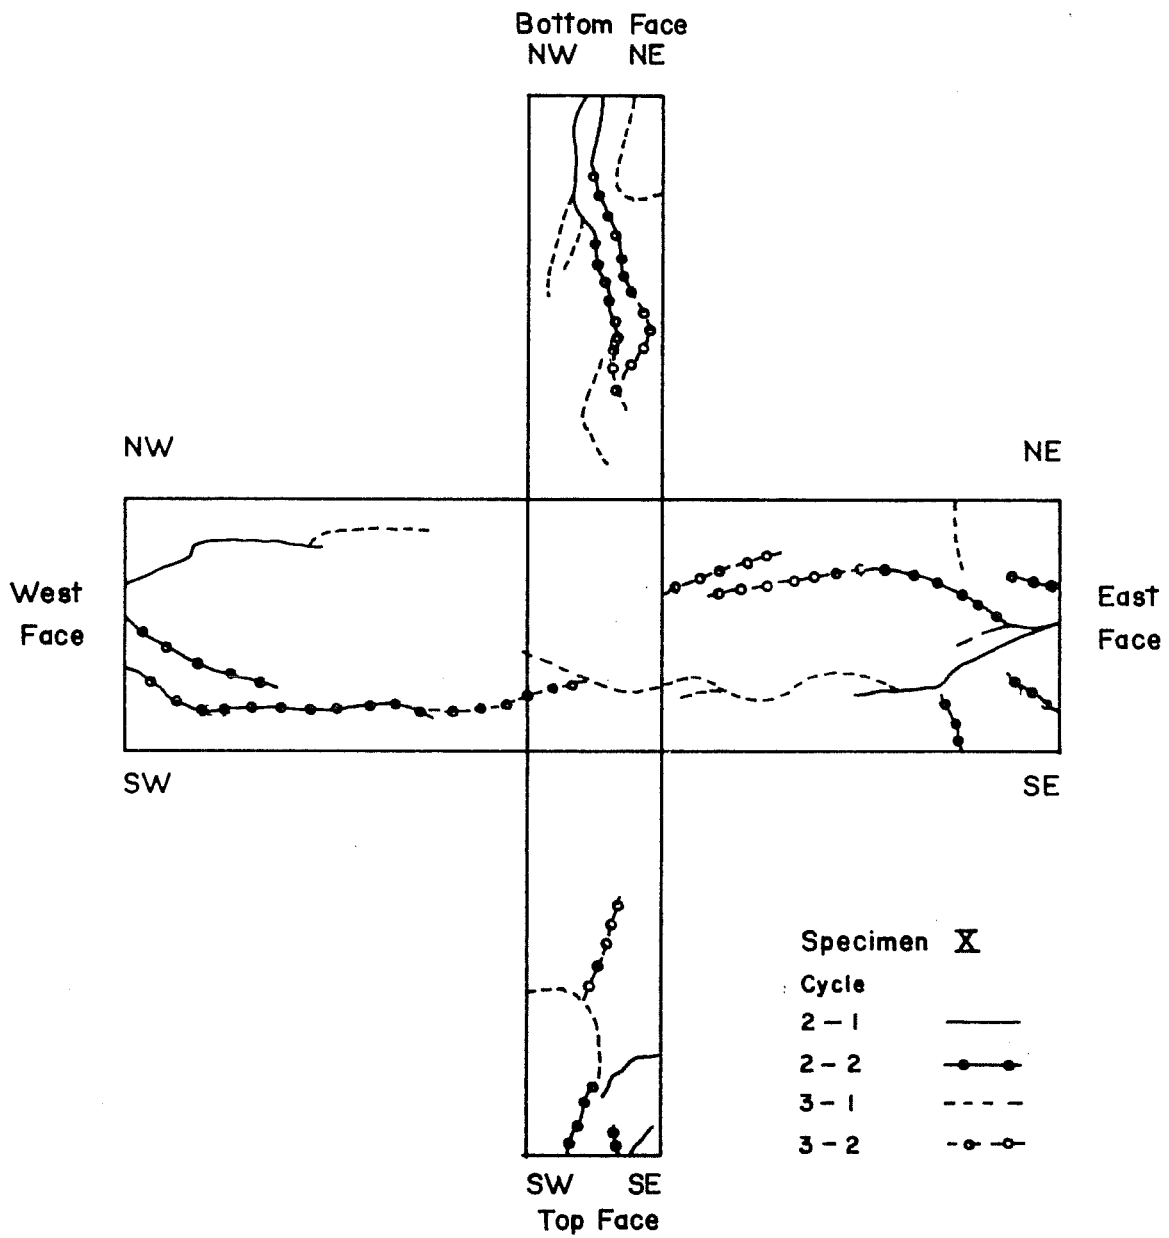 Bottom Face
NW NE
NW NE
West Face
East Face
SW SE
Specimen X
Cycle
2 - 1
2 - 2
3 - 1
3 - 2
SW SE
Top Face